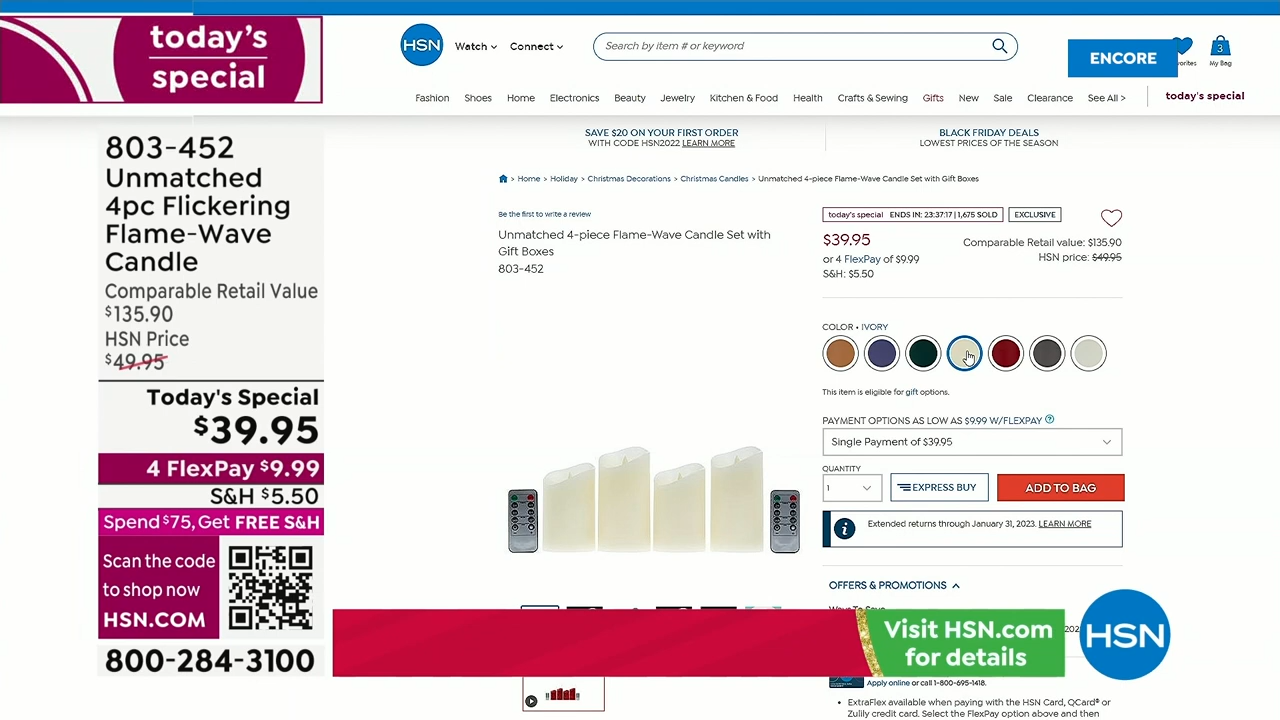 today's
special
803-452
Unmatched
4pc Flickering
Flame-Wave
Candle
Comparable Retail Value
$135.90
HSN Price
$49.95
Today's Special
$39.95
4 FlexPay $9.99
S&H $5.50
Spend $75, Get FREE S&H
Scan the code
to shop now
HSN.COM
800-284-3100
HSN
Watch
Connect
Search by item # or keyword
ENCORE
3
My Bag
Fashion Shoes Home Electronics Beauty Jewelry Kitchen & Food Health Crafts & Sewing Gifts New Sale Clearance See All > today's special
SAVE $20 ON YOUR FIRST ORDER
WITH CODE HSN2022 LEARN MORE
BLACK FRIDAY DEALS
LOWEST PRICES OF THE SEASON
> Home > Holiday > Christmas Decorations > Christmas Candles > Unmatched 4-piece Flame-Wave Candle Set with Gift Boxes
Be the first to write a review
Unmatched 4-piece Flame-Wave Candle Set with
Gift Boxes
803-452
today's special ENDS IN: 23:37:17 | 1,675 SOLD
EXCLUSIVE
$39.95
or 4 FlexPay of $9.99
S&H: $5.50
Comparable Retail value: $135.90
HSN price: $49.95
COLOR • IVORY
This item is eligible for gift options.
PAYMENT OPTIONS AS LOW AS $9.99 W/FLEXPAY
Single Payment of $39.95
QUANTITY
1
EXPRESS BUY
ADD TO BAG
Extended returns through January 31, 2023. LEARN MORE
OFFERS & PROMOTIONS
Visit HSN.com
for details
HSN
Apply online or call 1-800-695-1418.
• ExtraFlex available when paying with the HSN Card, QCard® or
Zulily credit card. Select the FlexPay option above and then